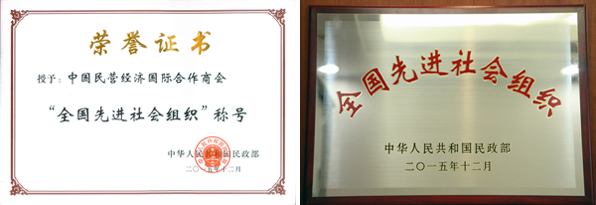 荣誉证书
授予：中国民营经济国际合作商会
“全国先进社会组织”称号
中华人民共和国民政部
二〇一五年十二月
全国先进社会组织
中华人民共和国民政部
二〇一五年十二月